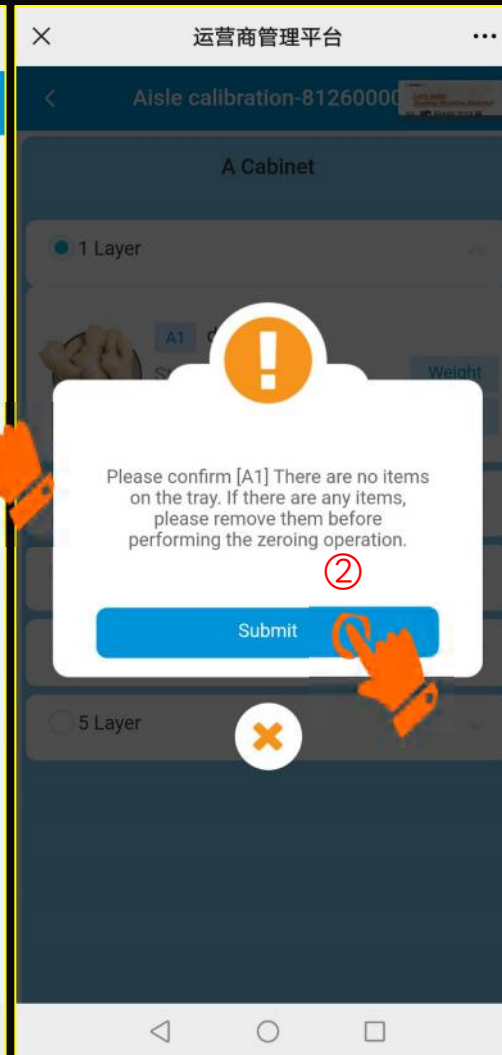 运营商管理平台
Aisle calibration-81260000
A Cabinet
1 Layer
A1
Weight
Please confirm [A1] There are no items
on the tray. If there are any items,
please remove them before
performing the zeroing operation.
②
Submit
5 Layer